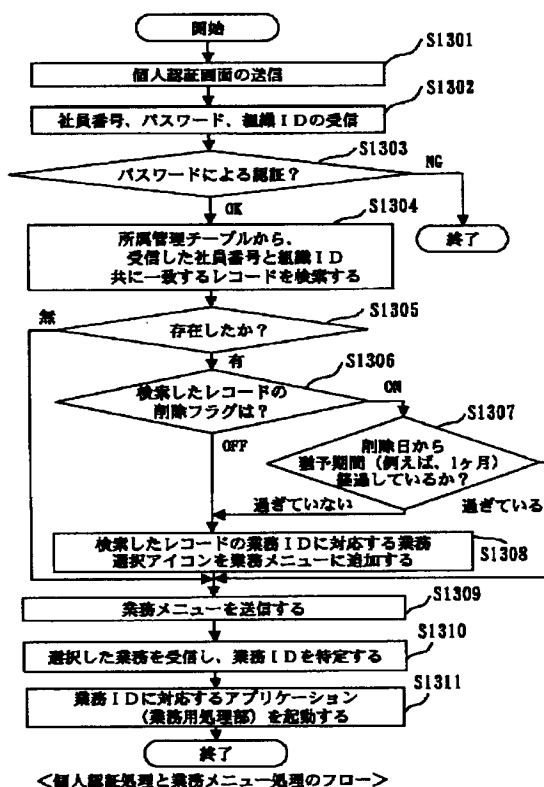 開始
S1301
個人認証画面の送信
S1302
社員番号、パスワード、組織IDの受信
S1303
パスワードによる認証？
NG
OK
S1304
終了
所属管理テーブルから、
受信した社員番号と組織ID
共に一致するレコードを検索する
無
S1305
存在したか？
有
S1306
検索したレコードの
削除フラグは？
ON
S1307
OFF
削除日から
猶予期間（例えば、1ヶ月）
経過しているか？
過ぎていない
過ぎている
検索したレコードの業務IDに対応する業務
選択アイコンを業務メニューに追加する
S1308
S1309
業務メニューを送信する
S1310
選択した業務を受信し、業務IDを特定する
S1311
業務IDに対応するアプリケーション
（業務用処理部）を起動する
終了
＜個人認証処理と業務メニュー処理のフロー＞